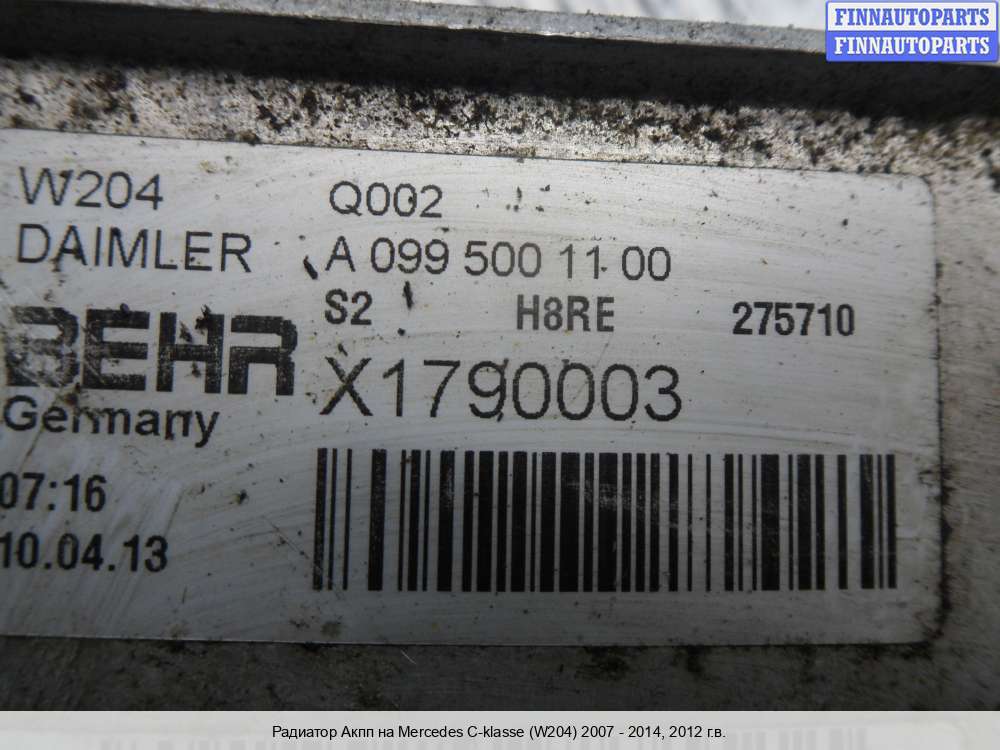 FINNAUTOPARTS
FINNAUTOPARTS
W204 Q002
DAIMLER A 099 500 11 00
S2 H8RE 275710
BEHR X1790003
Germany
07:16
10.04.13
Радиатор Акпп на Mercedes C-klasse (W204) 2007 - 2014, 2012 г.в.